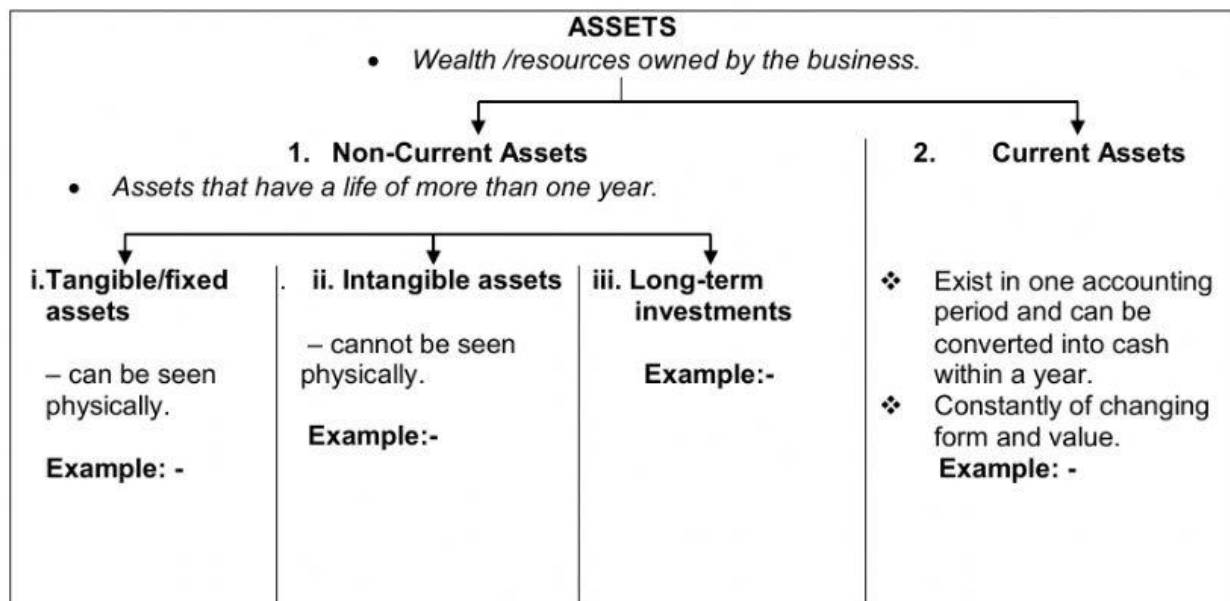 ASSETS
• Wealth /resources owned by the business.
1. Non-Current Assets
• Assets that have a life of more than one year.
i.Tangible/fixed
assets
– can be seen
physically.
Example: -
. ii. Intangible assets
– cannot be seen
physically.
Example:-
iii. Long-term
investments
Example:-
2. Current Assets
❖ Exist in one accounting
period and can be
converted into cash
within a year.
❖ Constantly of changing
form and value.
Example: -